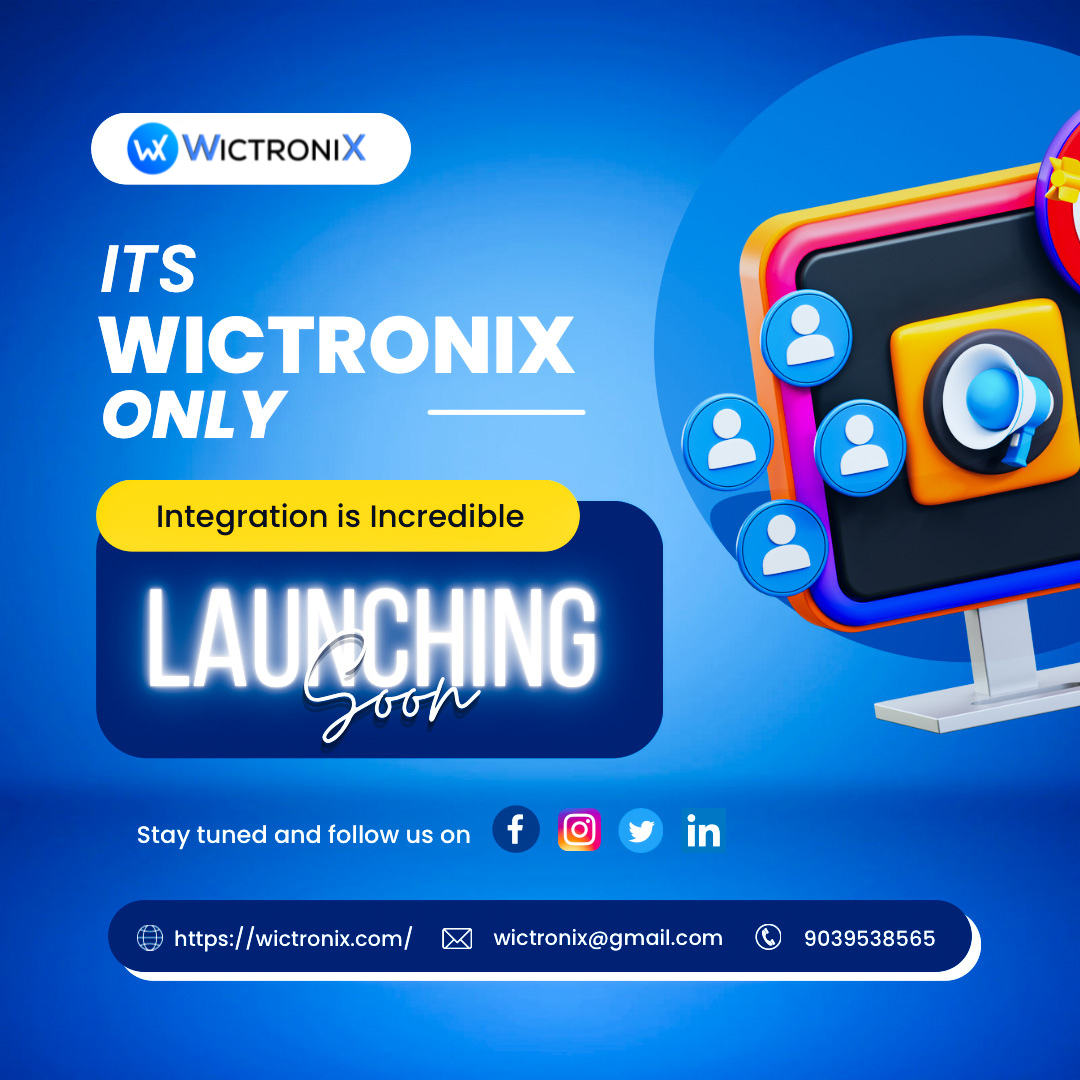 WX WICTRONIX
ITS
WICTRONIX
ONLY
Integration is Incredible
LAUNCHING
Soon
Stay tuned and follow us on
https://wictronix.com/ wictronix@gmail.com 9039538565